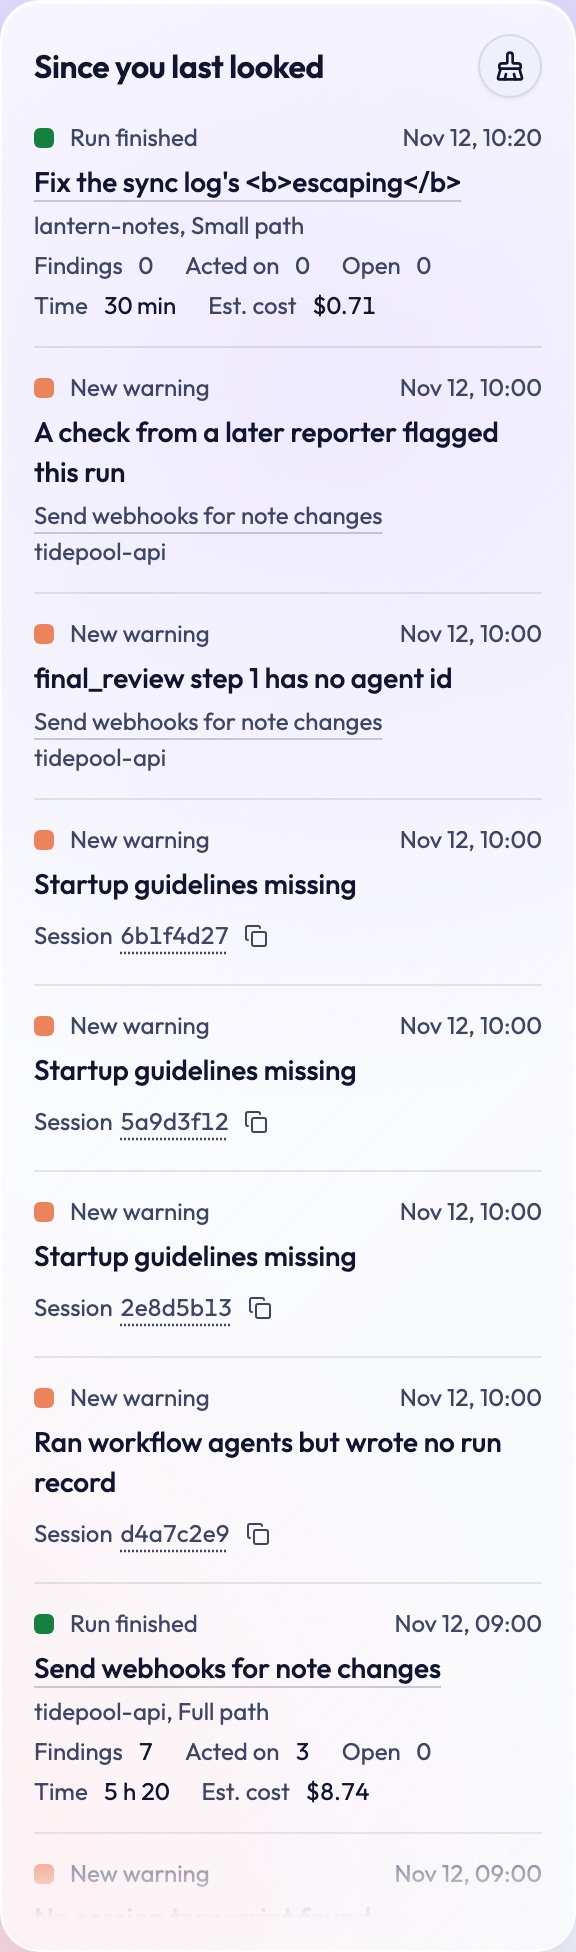 Since you last looked
Run finished Nov 12, 10:20
Fix the sync log's <b>escaping</b>
lantern-notes, Small path
Findings 0 Acted on 0 Open 0
Time 30 min Est. cost $0.71
New warning Nov 12, 10:00
A check from a later reporter flagged
this run
Send webhooks for note changes
tidepool-api
New warning Nov 12, 10:00
final_review step 1 has no agent id
Send webhooks for note changes
tidepool-api
New warning Nov 12, 10:00
Startup guidelines missing
Session 6b1f4d27
New warning Nov 12, 10:00
Startup guidelines missing
Session 5a9d3f12
New warning Nov 12, 10:00
Startup guidelines missing
Session 2e8d5b13
New warning Nov 12, 10:00
Ran workflow agents but wrote no run
record
Session d4a7c2e9
Run finished Nov 12, 09:00
Send webhooks for note changes
tidepool-api, Full path
Findings 7 Acted on 3 Open 0
Time 5 h 20 Est. cost $8.74
New warning Nov 12, 09:00